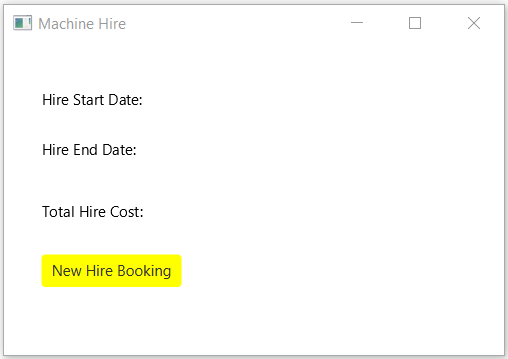 Machine Hire
Hire Start Date:
Hire End Date:
Total Hire Cost:
New Hire Booking